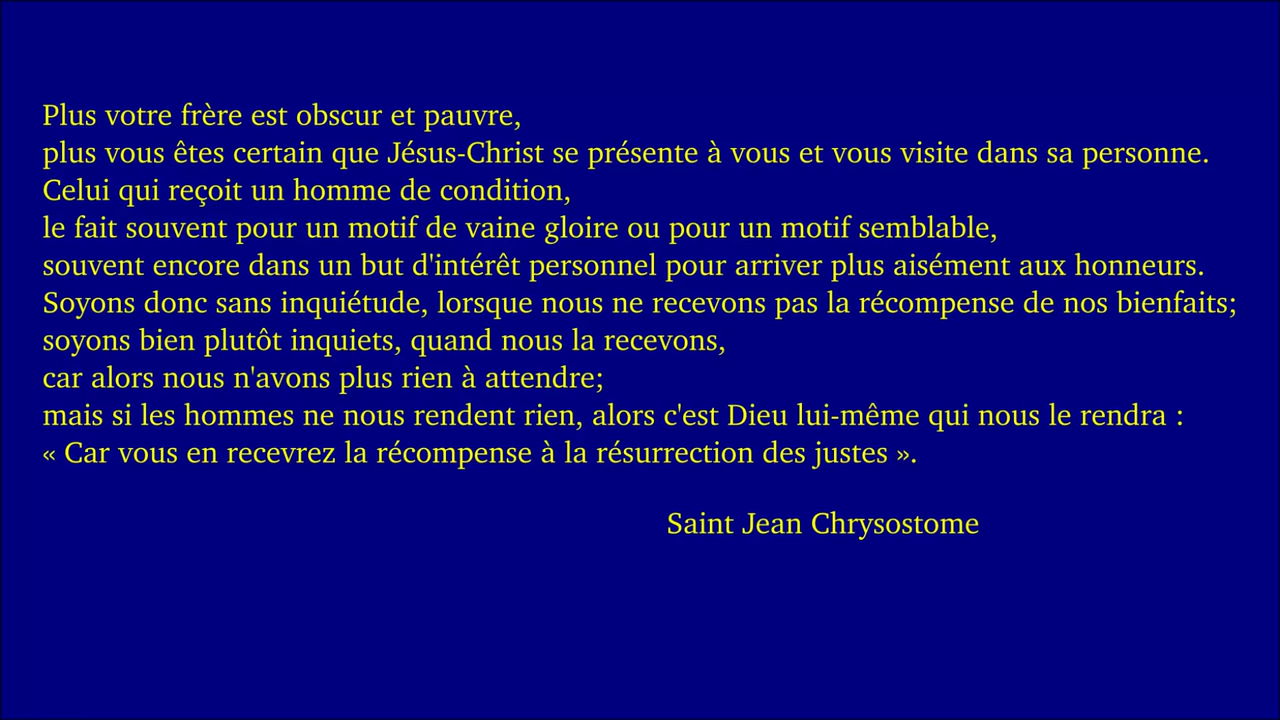 Plus votre frère est obscur et pauvre,
plus vous êtes certain que Jésus-Christ se présente à vous et vous visite dans sa personne.
Celui qui reçoit un homme de condition,
le fait souvent pour un motif de vaine gloire ou pour un motif semblable,
souvent encore dans un but d'intérêt personnel pour arriver plus aisément aux honneurs.
Soyons donc sans inquiétude, lorsque nous ne recevons pas la récompense de nos bienfaits;
soyons bien plutôt inquiets, quand nous la recevons,
car alors nous n'avons plus rien à attendre;
mais si les hommes ne nous rendent rien, alors c'est Dieu lui-même qui nous le rendra :
« Car vous en recevrez la récompense à la résurrection des justes ».
Saint Jean Chrysostome